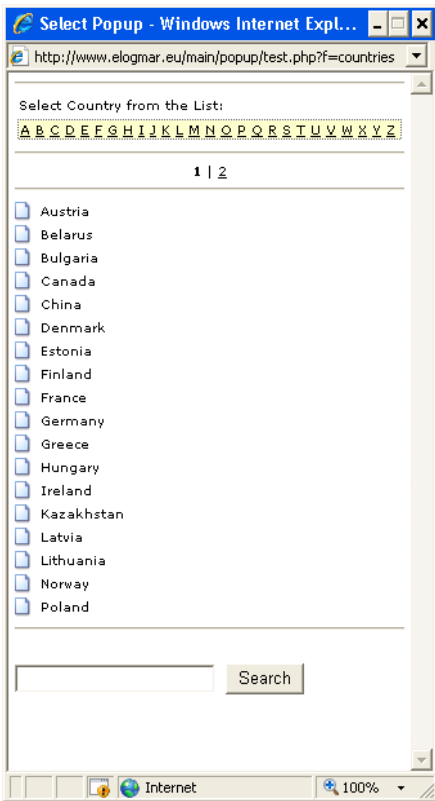 Select Popup - Windows Internet Expl...
http://www.elogmar.eu/main/popup/test.php?f=countries
Select Country from the List:
A B C D E F G H I J K L M N O P Q R S T U V W X Y Z
1 | 2
Austria
Belarus
Bulgaria
Canada
China
Denmark
Estonia
Finland
France
Germany
Greece
Hungary
Ireland
Kazakhstan
Latvia
Lithuania
Norway
Poland
Search
Internet 100%